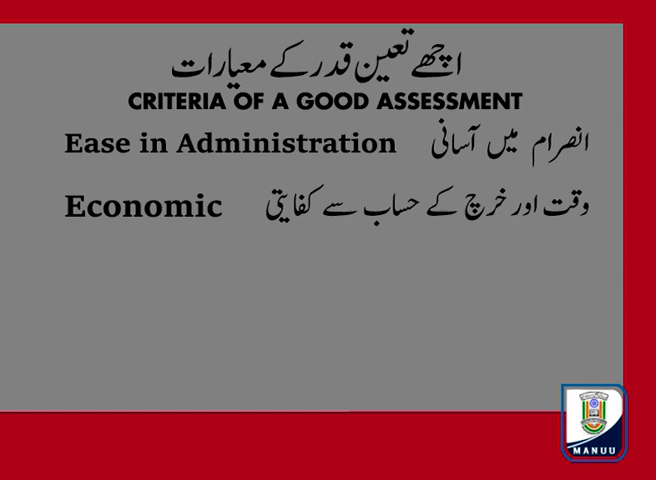 اچھے تعین قدر کے معیارات
CRITERIA OF A GOOD ASSESSMENT
Ease in Administration انصرام میں آسانی
Economic وقت اور خرچ کے حساب سے کفایتی
MANUU